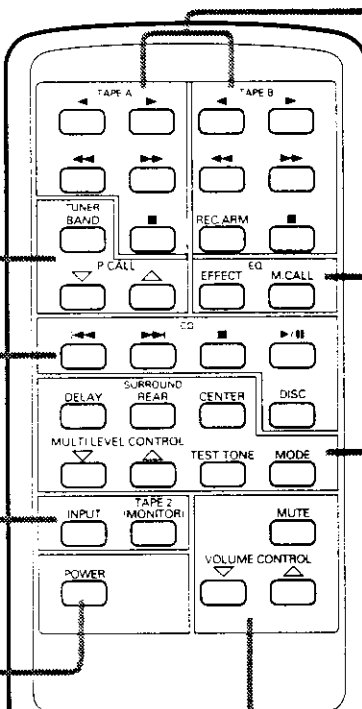 TAPE A TAPE B
TUNER
BAND REC ARM
P.CALL EQ
EFFECT M.CALL
CD
SURROUND
DELAY REAR CENTER DISC
MULTI LEVEL CONTROL
TEST TONE MODE
INPUT TAPE 2 (MONITOR) MUTE
POWER VOLUME CONTROL